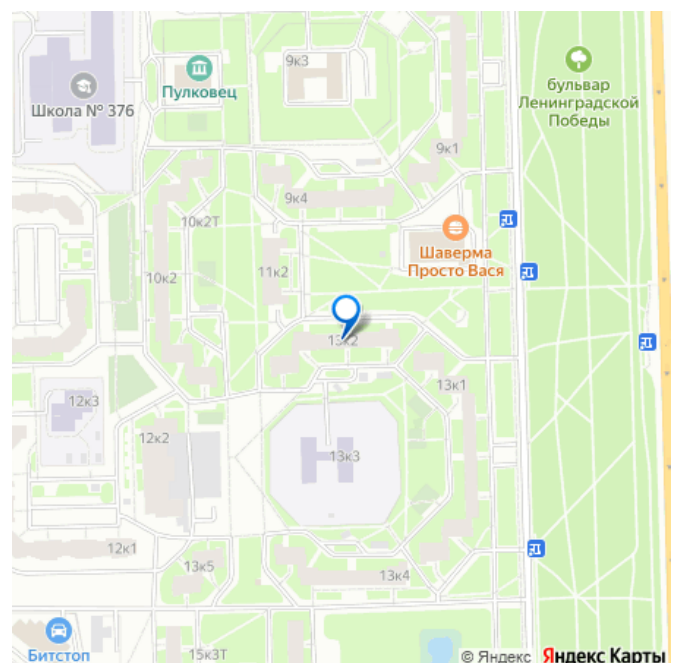 9к3
бульвар
Ленинградской
Победы
Пулковец
Школа № 376
9к1
9к4
10к2Т
Шаверма
Просто Вася
11к2
10к2
13к2
13к1
12к3
12к2
13к3
12к1
13к5
13к4
Битстоп
15к3Т
© Яндекс Яндекс Карты